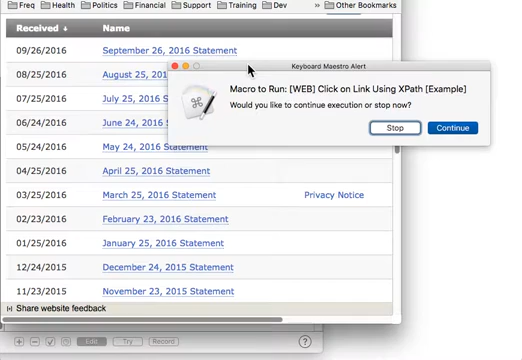 Freq Health Politics Financial Support Training Dev » Other Bookmarks
Received ↓ Name
09/26/2016 September 26, 2016 Statement
Keyboard Maestro Alert
08/25/2016 August 25, 2016
Macro to Run: [WEB] Click on Link Using XPath [Example]
07/25/2016 July 25, 2016 S
Would you like to continue execution or stop now?
06/24/2016 June 24, 2016
Stop Continue
05/24/2016 May 24, 2016 Statement
04/25/2016 April 25, 2016 Statement
03/25/2016 March 25, 2016 Statement Privacy Notice
02/23/2016 February 23, 2016 Statement
01/25/2016 January 25, 2016 Statement
12/24/2015 December 24, 2015 Statement
11/23/2015 November 23, 2015 Statement
Share website feedback
Edit Try Record ?